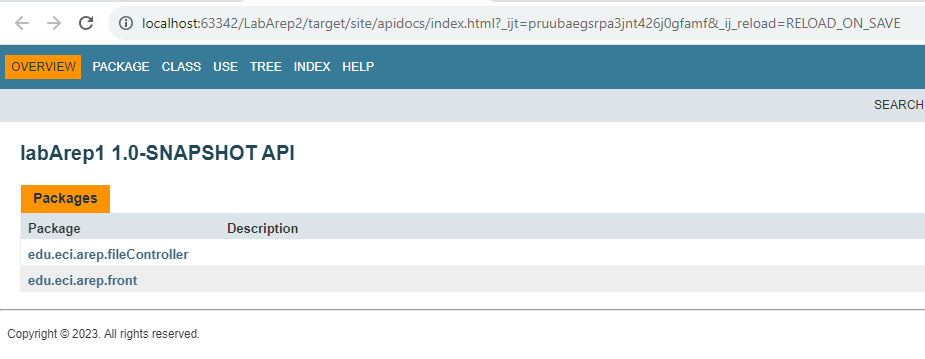 localhost:63342/LabArep2/target/site/apidocs/index.html?_ijt=pruubaegsrpa3jnt426j0gfamf&_ij_reload=RELOAD_ON_SAVE
OVERVIEW PACKAGE CLASS USE TREE INDEX HELP
SEARCH
labArep1 1.0-SNAPSHOT API
Packages
Package Description
edu.eci.arep.fileController
edu.eci.arep.front
Copyright © 2023. All rights reserved.